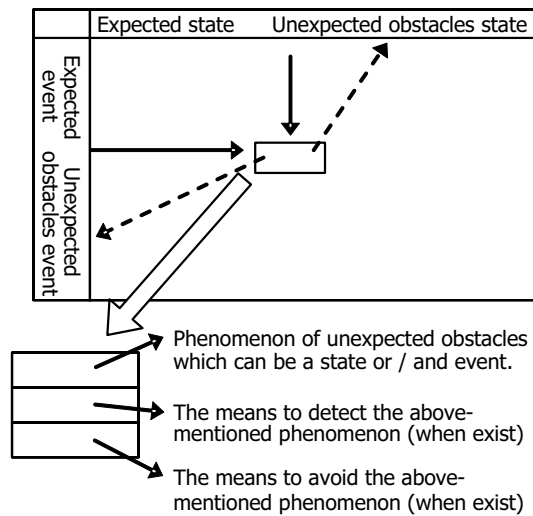 Expected state
Unexpected obstacles state
Expected
event
Unexpected
obstacles event
Phenomenon of unexpected obstacles
which can be a state or / and event.
The means to detect the above-
mentioned phenomenon (when exist)
The means to avoid the above-
mentioned phenomenon (when exist)